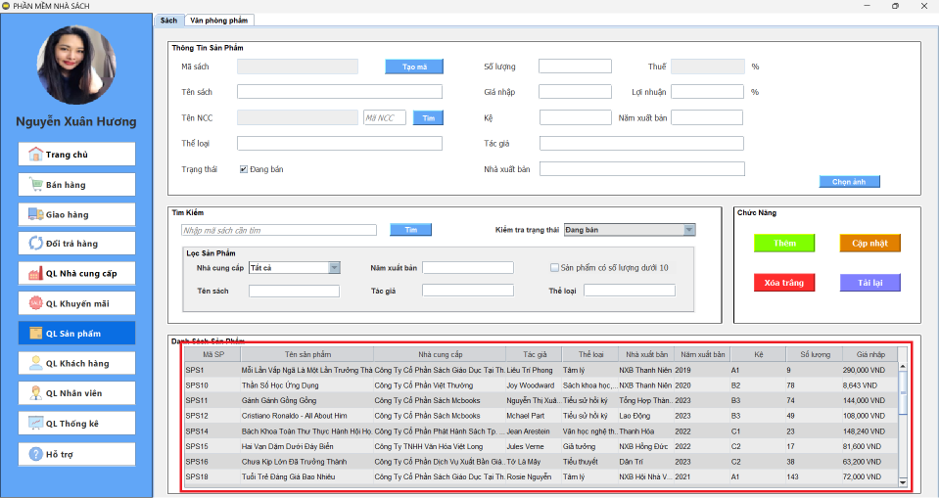 PHẦN MỀM NHÀ SÁCH
Sách Văn phòng phẩm
Nguyễn Xuân Hương
Trang chủ
Bán hàng
Giao hàng
Đổi trả hàng
QL Nhà cung cấp
QL Khuyến mãi
QL Sản phẩm
QL Khách hàng
QL Nhân viên
QL Thống kê
Hỗ trợ
Thông Tin Sản Phẩm
Mã sách Tạo mã Số lượng Thuế %
Tên sách Giá nhập Lợi nhuận %
Tên NCC Mã NCC Tìm Kệ Năm xuất bản
Thể loại Tác giả
Trạng thái Đang bán Nhà xuất bản
Chọn ảnh
Tìm Kiếm
Nhập mã sách cần tìm Tìm Kiểm tra trạng thái Đang bán
Lọc Sản Phẩm
Nhà cung cấp Tất cả Năm xuất bản Sản phẩm có số lượng dưới 10
Tên sách Tác giả Thể loại
Chức Năng
Thêm Cập nhật
Xóa trắng Tải lại
Danh Sách Sản Phẩm
Mã SP Tên sản phẩm Nhà cung cấp Tác giả Thể loại Nhà xuất bản Năm xuất bản Kệ Số lượng Giá nhập
SPS1 Mỗi Lần Vấp Ngã Là Một Lần Trưởng Thà Công Ty Cổ Phần Sách Giáo Dục Tại Th. Liêu Trí Phong Tâm lý NXB Thanh Niên 2019 A1 9 290,000 VND
SPS10 Thần Số Học Ứng Dụng Công Ty Cổ Phần Việt Thường Joy Woodward Sách khoa học,... NXB Thanh Niên 2020 B2 78 8,643 VND
SPS11 Gánh Gánh Gồng Gồng Công Ty Cổ Phần Sách Mcbooks Nguyễn Thị Xuâ.. Tiểu sử hồi ký Tổng Hợp Thàn.. 2023 B3 74 144,000 VND
SPS12 Cristiano Ronaldo - All About Him Công Ty Cổ Phần Sách Mcbooks Mchael Part Tiểu sử hồi ký Lao Động 2023 B3 49 108,000 VND
SPS14 Bách Khoa Toàn Thư Thực Hành Hội Họ. Công Ty Cổ Phần Phát Hành Sách Tp. ... Jean Arestein Văn học nghệ th.. Thanh Hóa 2022 C1 23 148,240 VND
SPS15 Hai Vạn Dặm Dưới Đáy Biển Công Ty TNHH Văn Hóa Việt Long Jules Verne Giả tưởng NXB Hồng Đức 2022 C2 17 81,600 VND
SPS16 Chưa Kịp Lớn Đã Trưởng Thành Công Ty Cổ Phần Dịch Vụ Xuất Bản Giá.. Tớ Là Mây Tiểu thuyết Dân Trí 2023 C2 38 63,200 VND
SPS18 Tuổi Trẻ Đáng Giá Bao Nhiêu Công Ty Cổ Phần Sách Giáo Dục Tại Th. Rosie Nguyễn Tâm lý NXB Hội Nhà V... 2021 A1 143 72,000 VND